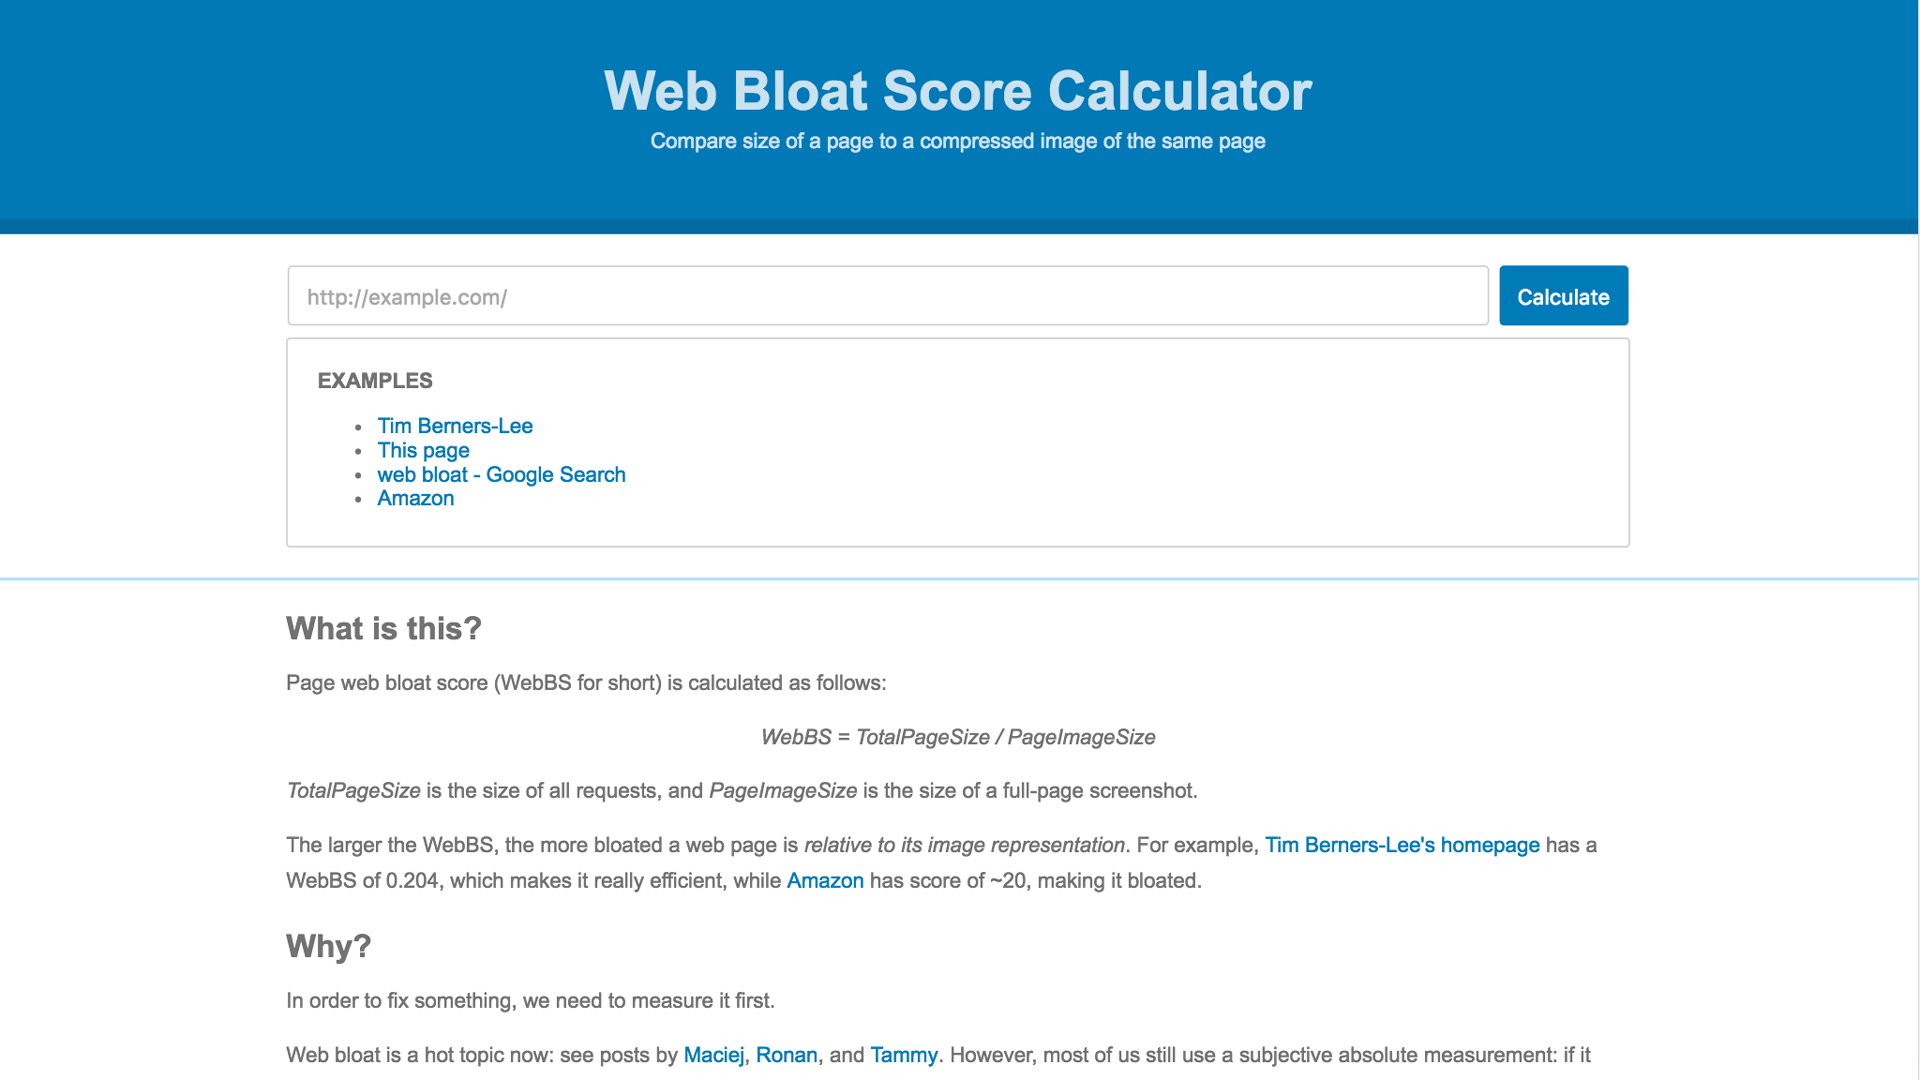 Web Bloat Score Calculator
Compare size of a page to a compressed image of the same page
http://example.com/
Calculate
EXAMPLES
• Tim Berners-Lee
• This page
• web bloat - Google Search
• Amazon
What is this?
Page web bloat score (WebBS for short) is calculated as follows:
WebBS = TotalPageSize / PageImageSize
TotalPageSize is the size of all requests, and PageImageSize is the size of a full-page screenshot.
The larger the WebBS, the more bloated a web page is relative to its image representation. For example, Tim Berners-Lee's homepage has a
WebBS of 0.204, which makes it really efficient, while Amazon has score of ~20, making it bloated.
Why?
In order to fix something, we need to measure it first.
Web bloat is a hot topic now: see posts by Maciej, Ronan, and Tammy. However, most of us still use a subjective absolute measurement: if it